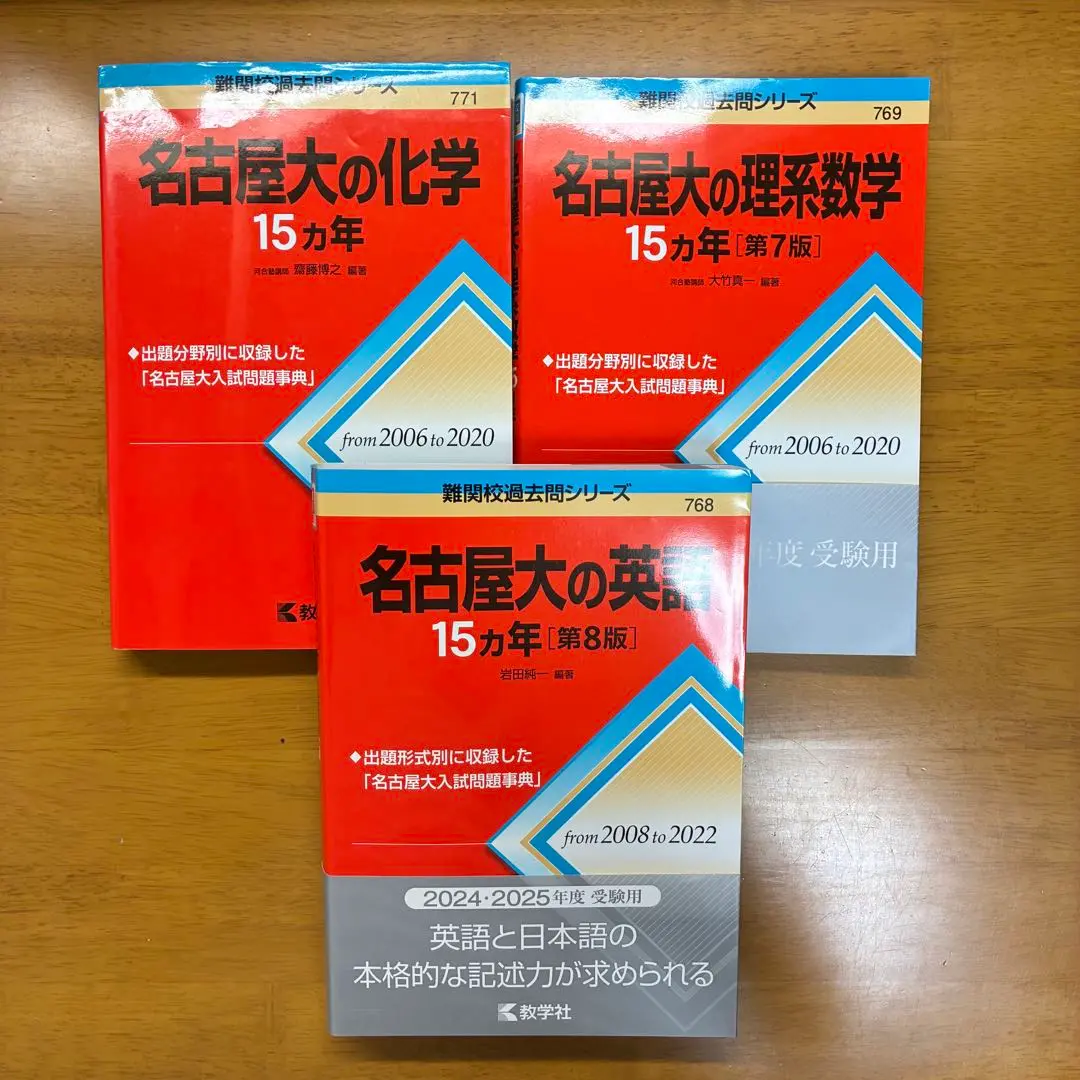 難関校過去問シリーズ
771
名古屋大の化学
15ヵ年
河合塾講師 齋藤博之 編著
◆出題分野別に収録した
「名古屋大入試問題事典」
from 2006 to 2020
教
難関校過去問シリーズ
769
名古屋大の理系数学
15ヵ年[第7版]
河合塾講師 大竹真一 編著
◆出題分野別に収録した
「名古屋大入試問題事典」
from 2006 to 2020
年度 受験用
難関校過去問シリーズ
768
名古屋大の英語
15ヵ年[第8版]
岩田純一 編著
◆出題形式別に収録した
「名古屋大入試問題事典」
from 2008 to 2022
2024・2025年度 受験用
英語と日本語の
本格的な記述力が求められる
教学社